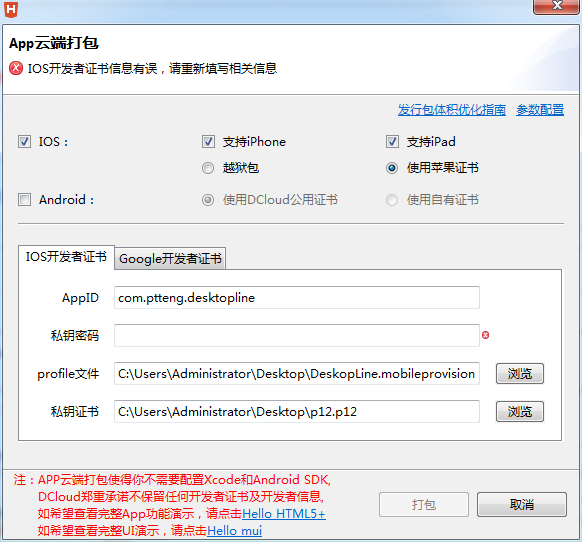 App云端打包
IOS开发者证书信息有误，请重新填写相关信息
发行包体积优化指南 参数配置
IOS： 支持iPhone 支持iPad
越狱包 使用苹果证书
Android： 使用DCloud公用证书 使用自有证书
IOS开发者证书 Google开发者证书
AppID com.ptteng.desktopline
私钥密码
profile文件 C:\Users\Administrator\Desktop\DeskopLine.mobileprovision 浏览
私钥证书 C:\Users\Administrator\Desktop\p12.p12 浏览
注：APP云端打包使得你不需要配置Xcode和Android SDK,
DCloud郑重承诺不保留任何开发者证书及开发者信息,
如希望查看完整App功能演示，请点击Hello HTML5+
如希望查看完整UI演示，请点击Hello mui
打包 取消